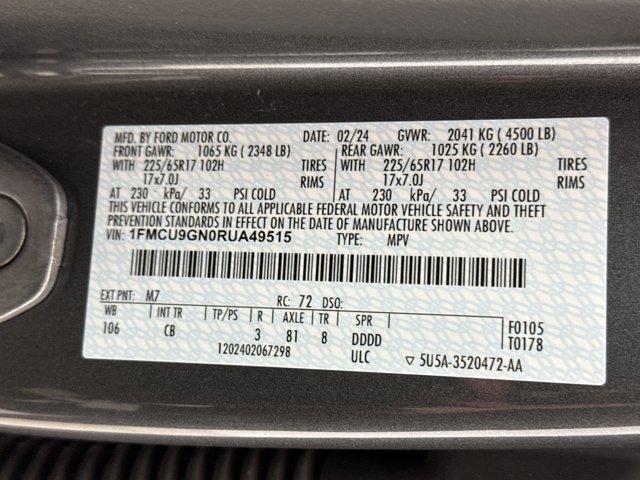 MFD. BY FORD MOTOR CO. DATE: 02/24 GVWR: 2041 KG ( 4500 LB)
FRONT GAWR: 1065 KG ( 2348 LB) REAR GAWR: 1025 KG ( 2260 LB)
WITH 225/65R17 102H TIRES WITH 225/65R17 102H TIRES
17x7.0J RIMS 17x7.0J RIMS
AT 230 kPa/ 33 PSI COLD AT 230 kPa/ 33 PSI COLD
THIS VEHICLE CONFORMS TO ALL APPLICABLE FEDERAL MOTOR VEHICLE SAFETY AND THEFT
PREVENTION STANDARDS IN EFFECT ON THE DATE OF MANUFACTURE SHOWN ABOVE.
VIN: 1FMCU9GN0RUA49515 TYPE: MPV
EXT PNT: M7 RC: 72 DSO:
WB INT TR TP/PS R AXLE TR SPR F0105
106 CB 3 81 8 DDDD T0178
1202402067298 ULC ▽ 5U5A-3520472-AA